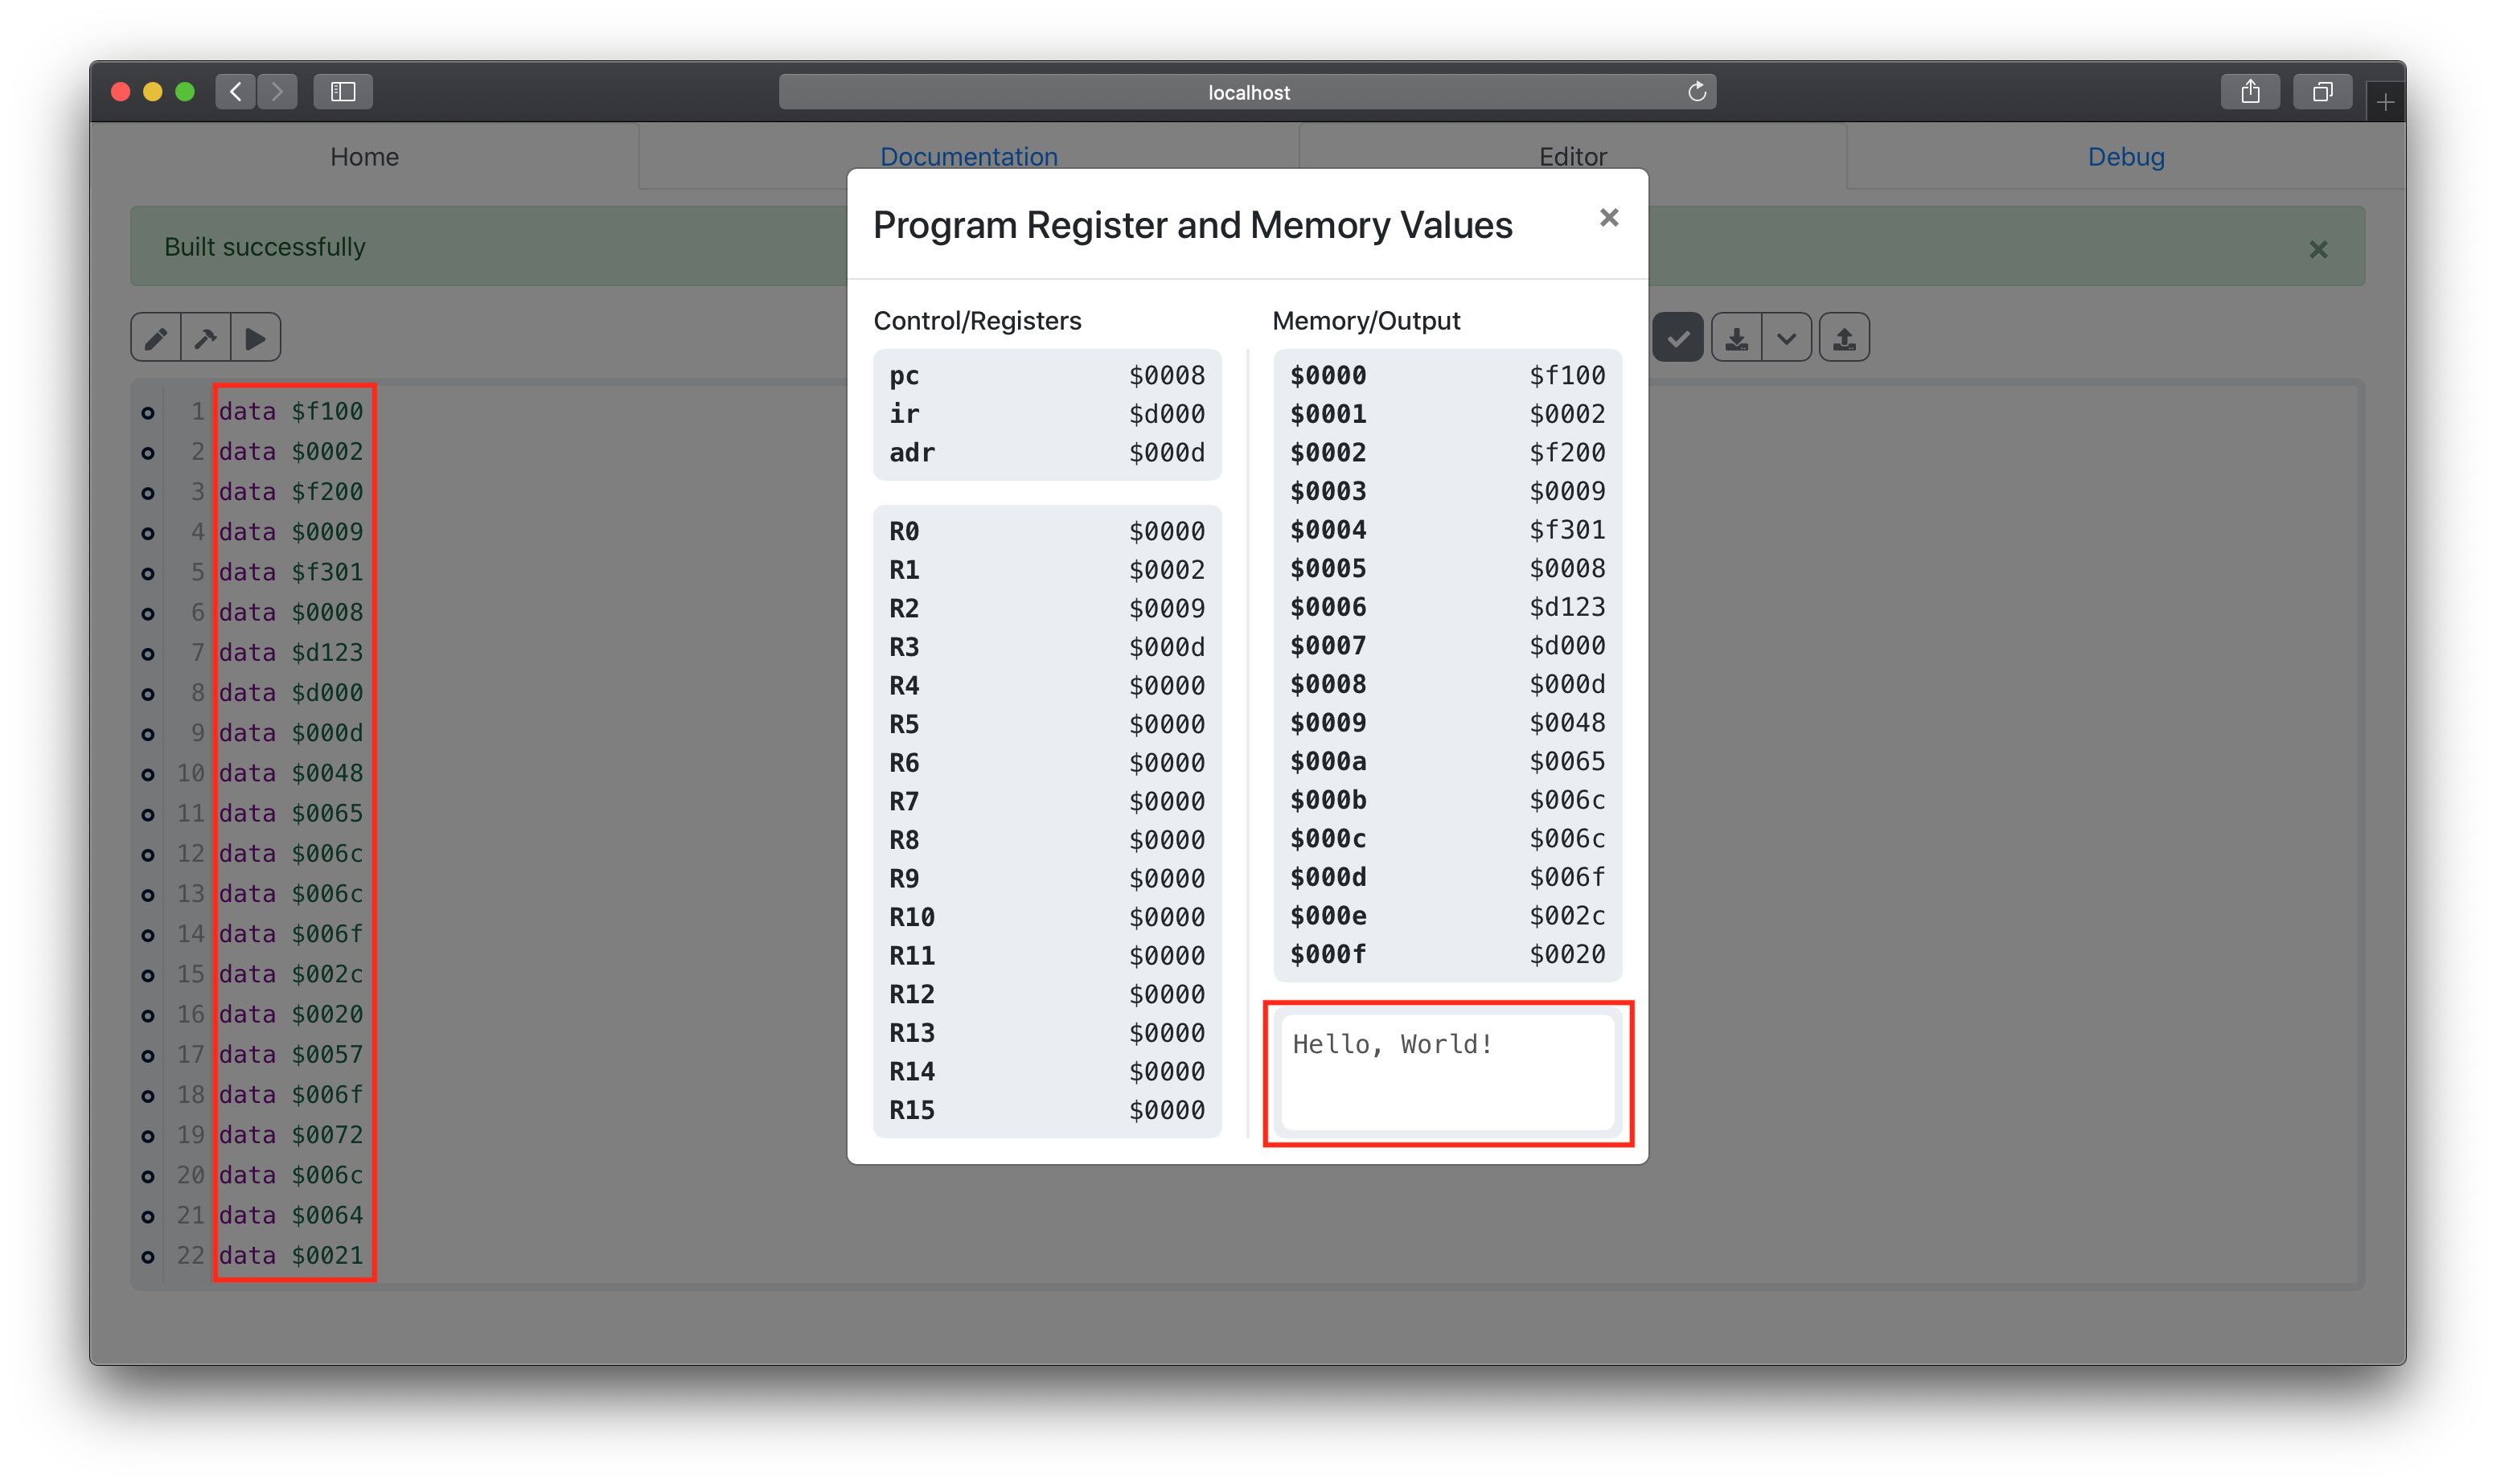 localhost
Home Documentation Editor Debug
Built successfully
1 data $f100
2 data $0002
3 data $f200
4 data $0009
5 data $f301
6 data $0008
7 data $d123
8 data $d000
9 data $000d
10 data $0048
11 data $0065
12 data $006c
13 data $006c
14 data $006f
15 data $002c
16 data $0020
17 data $0057
18 data $006f
19 data $0072
20 data $006c
21 data $0064
22 data $0021
Program Register and Memory Values
Control/Registers
pc $0008
ir $d000
adr $000d
R0 $0000
R1 $0002
R2 $0009
R3 $000d
R4 $0000
R5 $0000
R6 $0000
R7 $0000
R8 $0000
R9 $0000
R10 $0000
R11 $0000
R12 $0000
R13 $0000
R14 $0000
R15 $0000
Memory/Output
$0000 $f100
$0001 $0002
$0002 $f200
$0003 $0009
$0004 $f301
$0005 $0008
$0006 $d123
$0007 $d000
$0008 $000d
$0009 $0048
$000a $0065
$000b $006c
$000c $006c
$000d $006f
$000e $002c
$000f $0020
Hello, World!